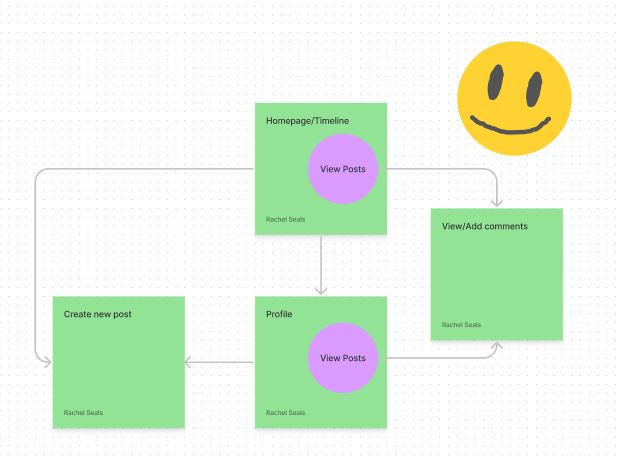 Homepage/Timeline
View Posts
Rachel Seals
View/Add comments
Rachel Seals
Create new post
Rachel Seals
Profile
View Posts
Rachel Seals